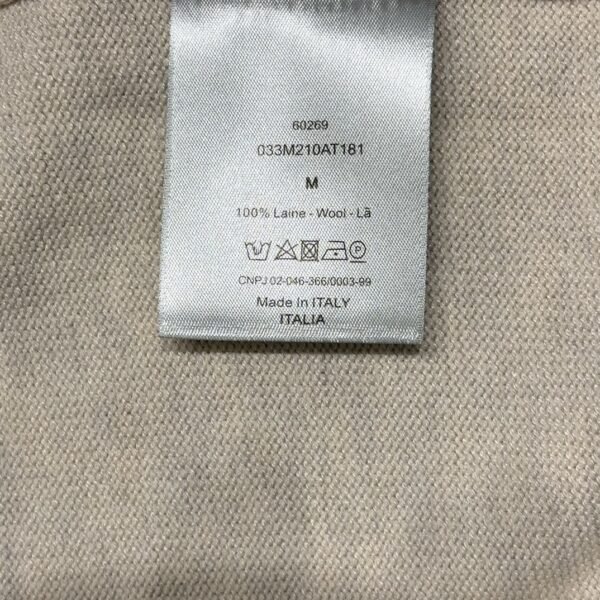 60269
033M210AT181
M
100% Laine - Wool - Lã
CNPJ 02-046-366/0003-99
Made In ITALY
ITALIA